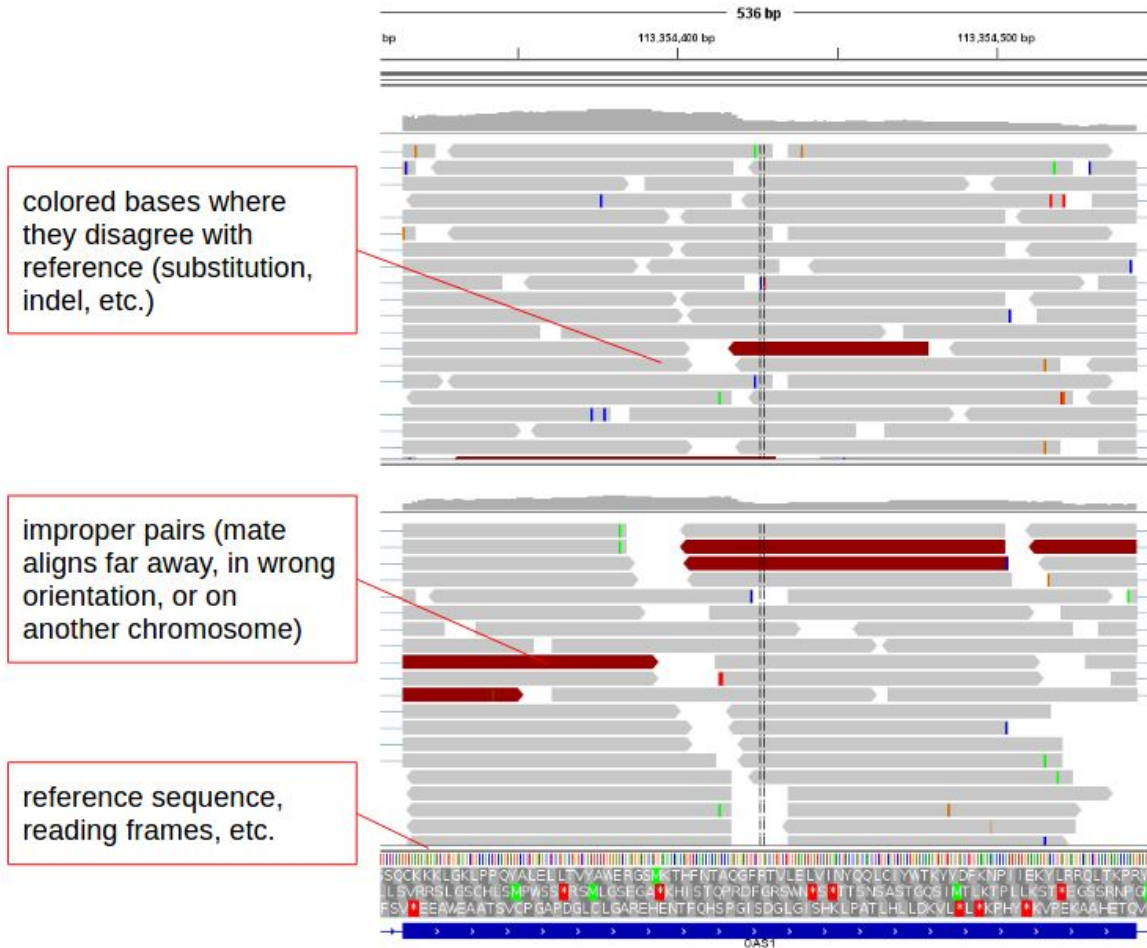 536 bp
bp
113,354,400 bp
113,354,500 bp
colored bases where
they disagree with
reference (substitution,
indel, etc.)
improper pairs (mate
aligns far away, in wrong
orientation, or on
another chromosome)
reference sequence,
reading frames, etc.
OAS1